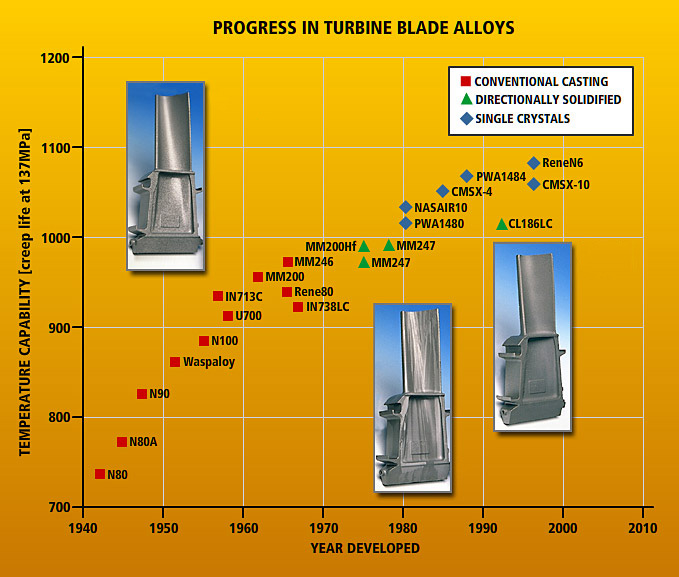 PROGRESS IN TURBINE BLADE ALLOYS
1200
CONVENTIONAL CASTING
DIRECTIONALLY SOLIDIFIED
SINGLE CRYSTALS
1100
ReneN6
PWA1484
CMSX-10
CMSX-4
NASAIR10
PWA1480
CL186LC
1000
MM200Hf
MM247
MM246
MM247
MM200
Rene80
IN713C
IN738LC
U700
900
N100
Waspaloy
N90
800
N80A
N80
700
TEMPERATURE CAPABILITY [creep life at 137MPa]
1940 1950 1960 1970 1980 1990 2000 2010
YEAR DEVELOPED